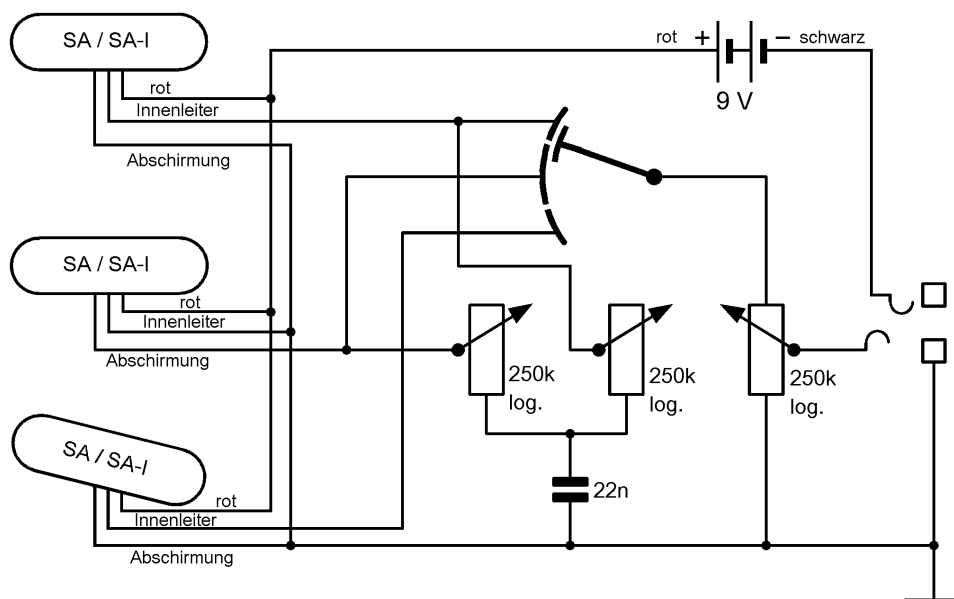 SA / SA-I
rot
Innenleiter
Abschirmung
rot + – schwarz
9 V
SA / SA-I
rot
Innenleiter
Abschirmung
250k
log.
250k
log.
250k
log.
SA / SA-I
rot
Innenleiter
Abschirmung
22n